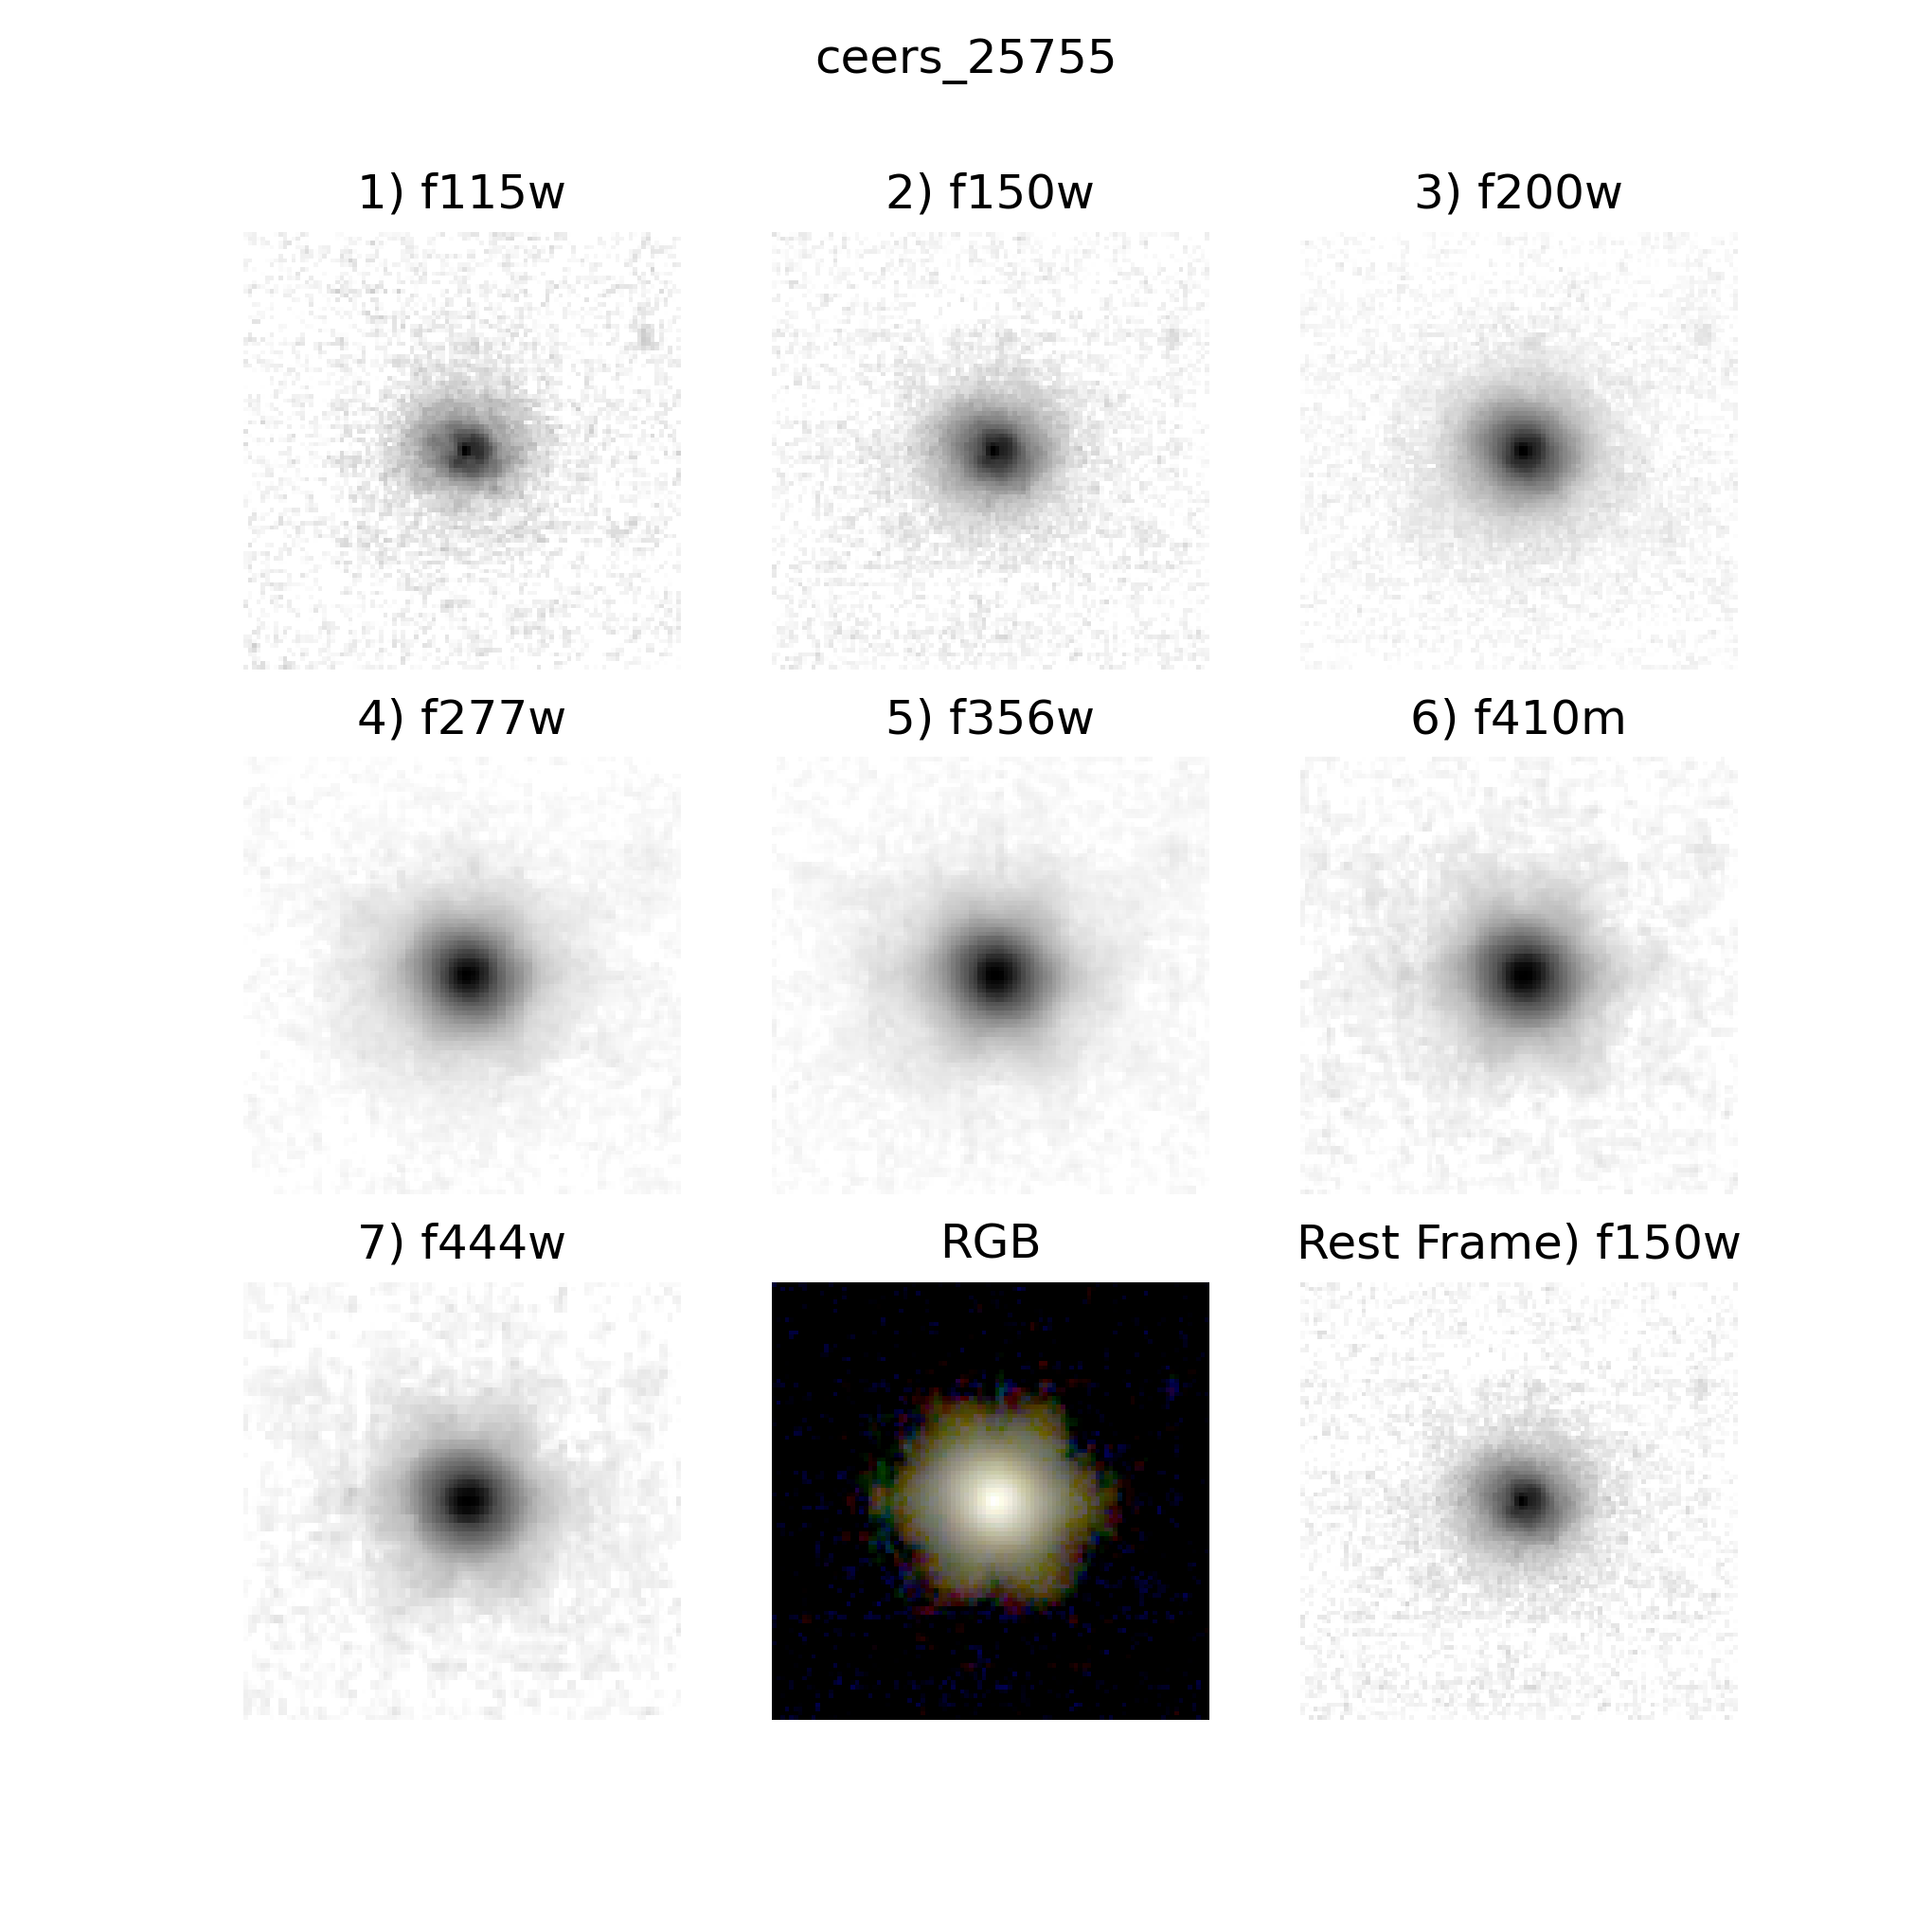 ceers_25755
1) f115w
2) f150w
3) f200w
4) f277w
5) f356w
6) f410m
7) f444w
RGB
Rest Frame) f150w